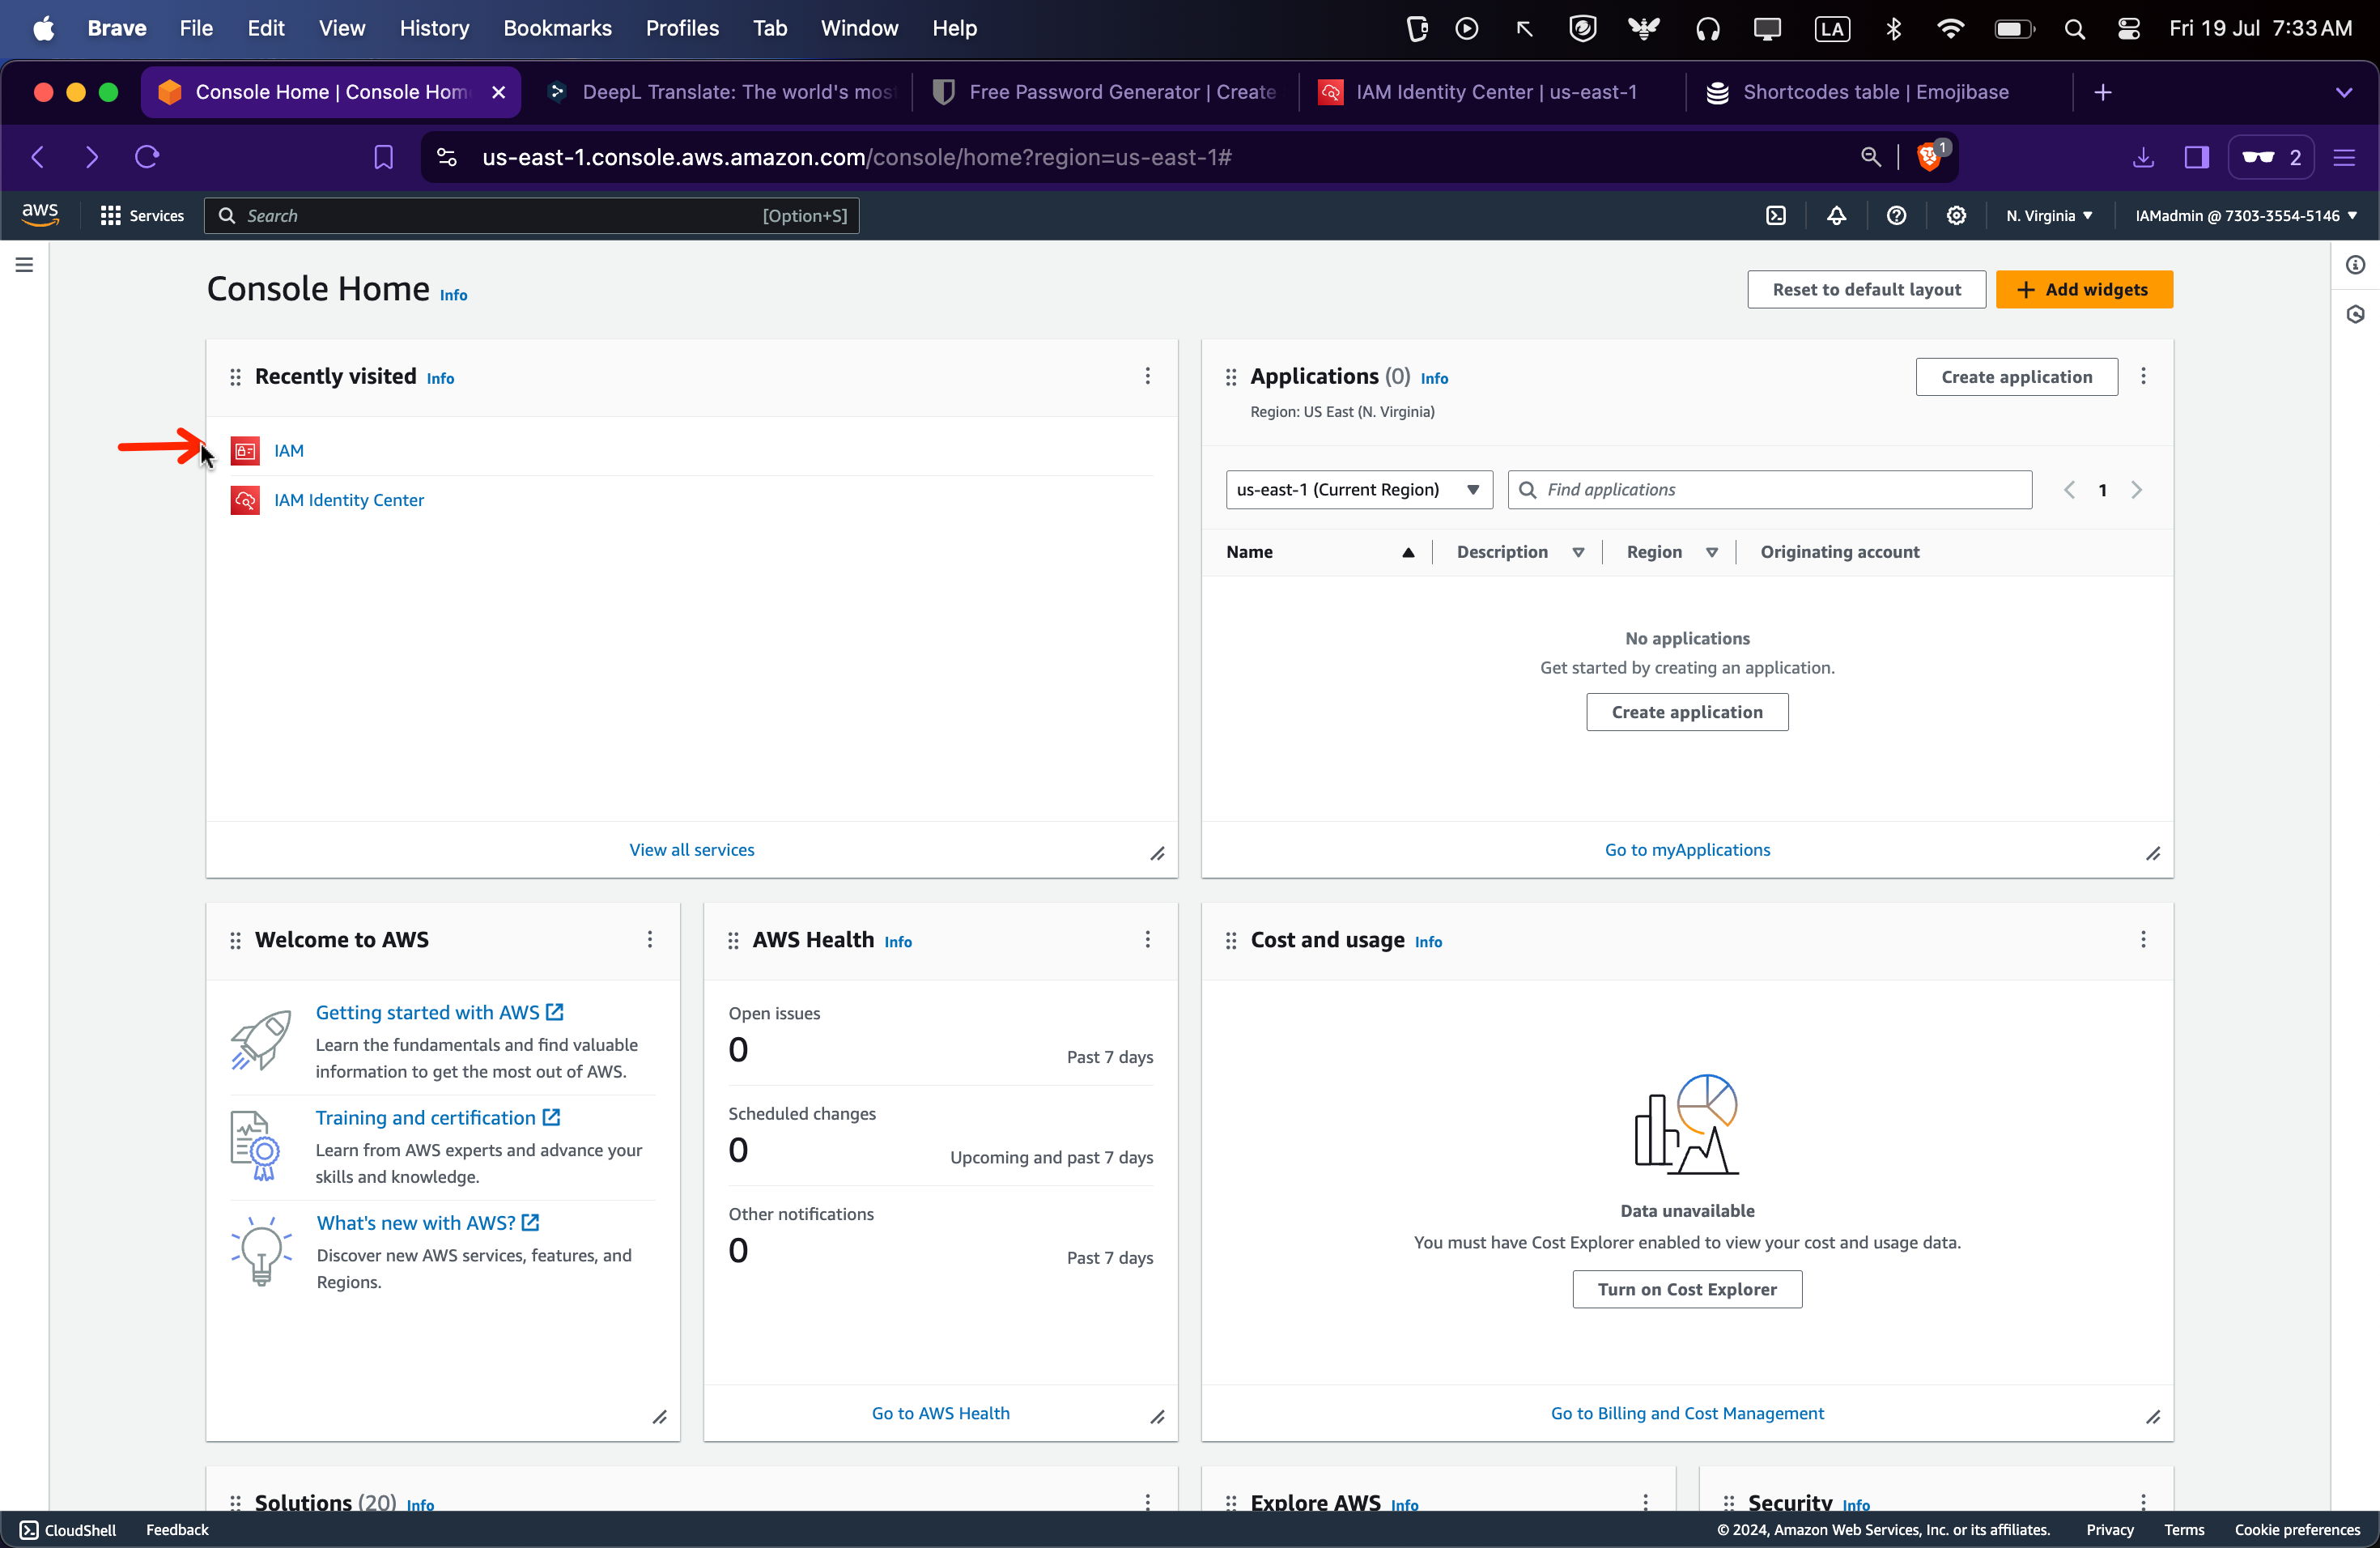 Brave File Edit View History Bookmarks Profiles Tab Window Help LA Fri 19 Jul 7:33 AM
Console Home | Console Hom
DeepL Translate: The world's most
Free Password Generator | Create
IAM Identity Center | us-east-1
Shortcodes table | Emojibase
us-east-1.console.aws.amazon.com/console/home?region=us-east-1#
1
2
aws Services Search [Option+S] N. Virginia IAMadmin @ 7303-3554-5146
Console Home Info
Reset to default layout
Add widgets
Recently visited Info
IAM
IAM Identity Center
View all services
Applications (0) Info
Region: US East (N. Virginia)
Create application
us-east-1 (Current Region)
Find applications
1
Name Description Region Originating account
No applications
Get started by creating an application.
Create application
Go to myApplications
Welcome to AWS
Getting started with AWS
Learn the fundamentals and find valuable
information to get the most out of AWS.
Training and certification
Learn from AWS experts and advance your
skills and knowledge.
What's new with AWS?
Discover new AWS services, features, and
Regions.
AWS Health Info
Open issues
0
Past 7 days
Scheduled changes
0
Upcoming and past 7 days
Other notifications
0
Past 7 days
Go to AWS Health
Cost and usage Info
Data unavailable
You must have Cost Explorer enabled to view your cost and usage data.
Turn on Cost Explorer
Go to Billing and Cost Management
Solutions (20) Info
Explore AWS Info
Security Info
CloudShell Feedback © 2024, Amazon Web Services, Inc. or its affiliates. Privacy Terms Cookie preferences